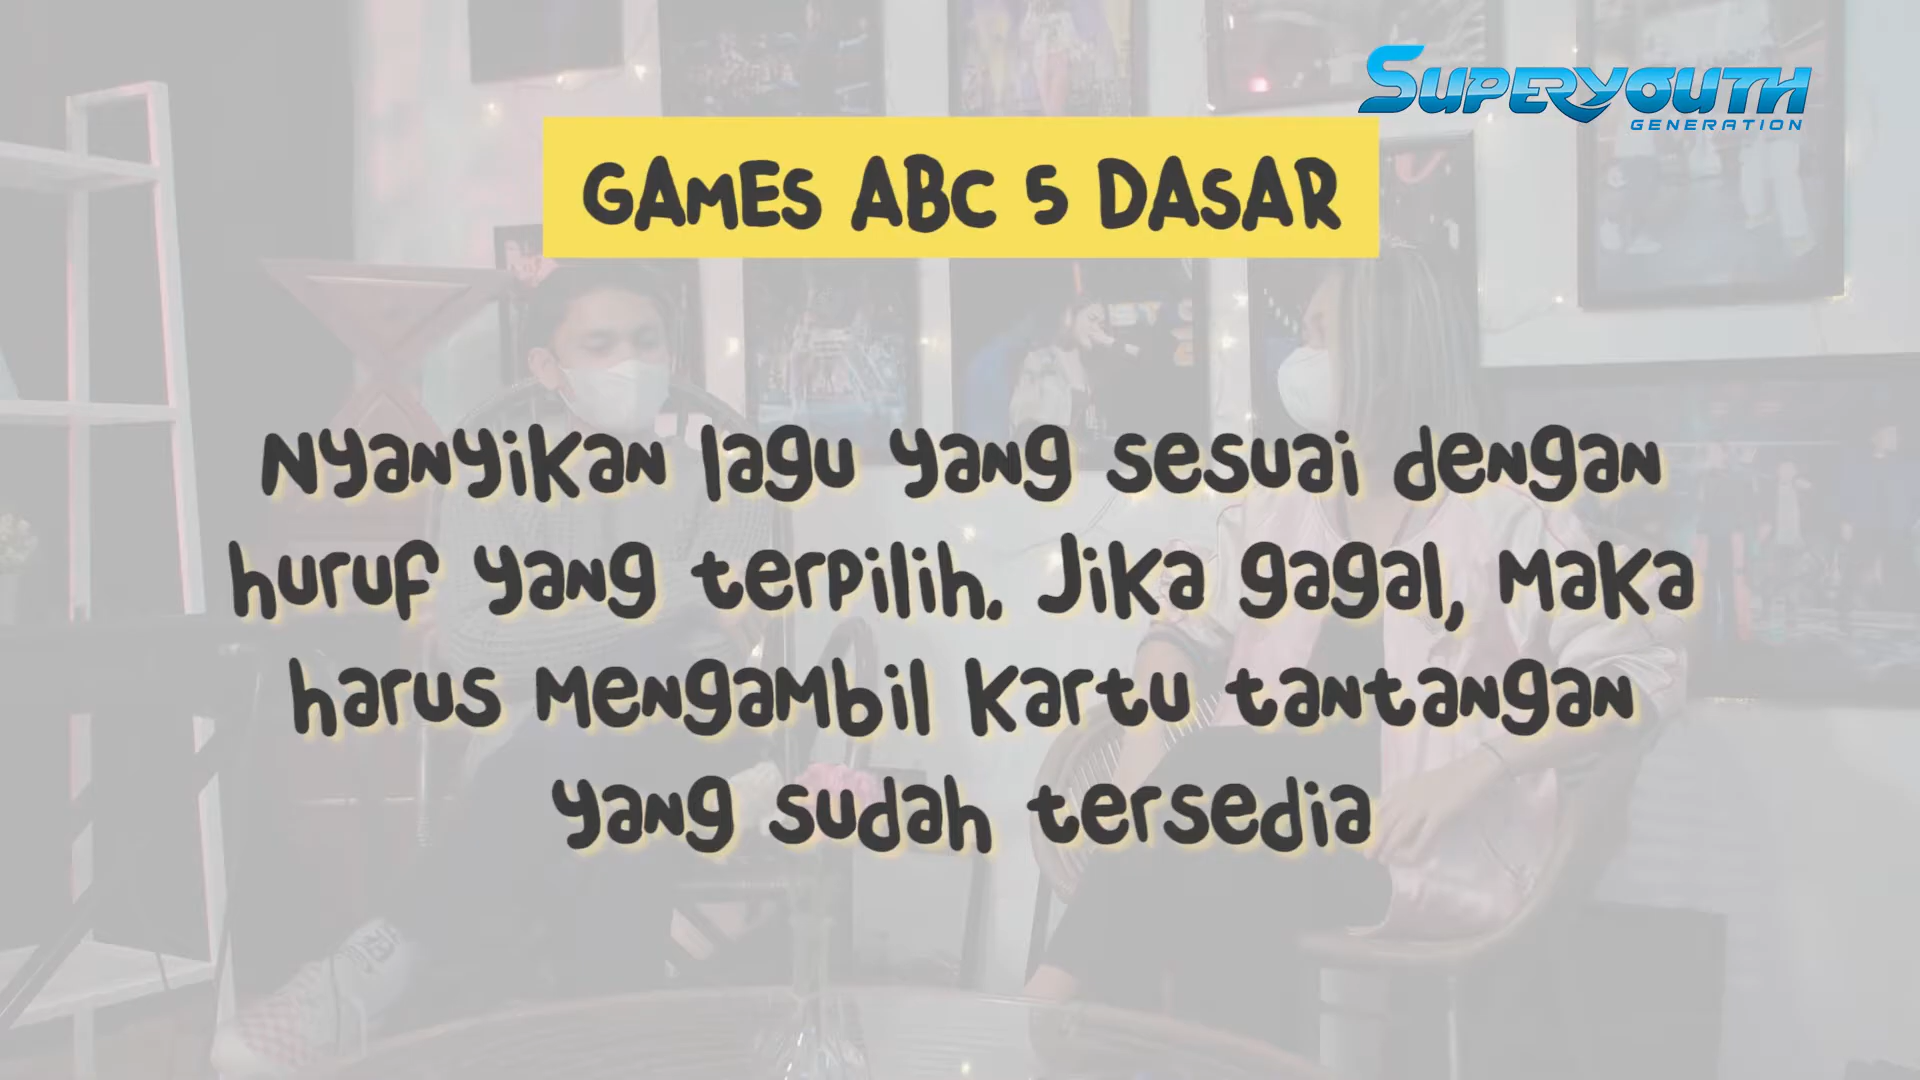 SUPERYOUTH
GENERATION
GAMES ABC 5 DASAR
Nyanyikan lagu yang sesuai dengan
huruf yang terpilih. Jika gagal, maka
harus mengambil kartu tantangan
yang sudah tersedia